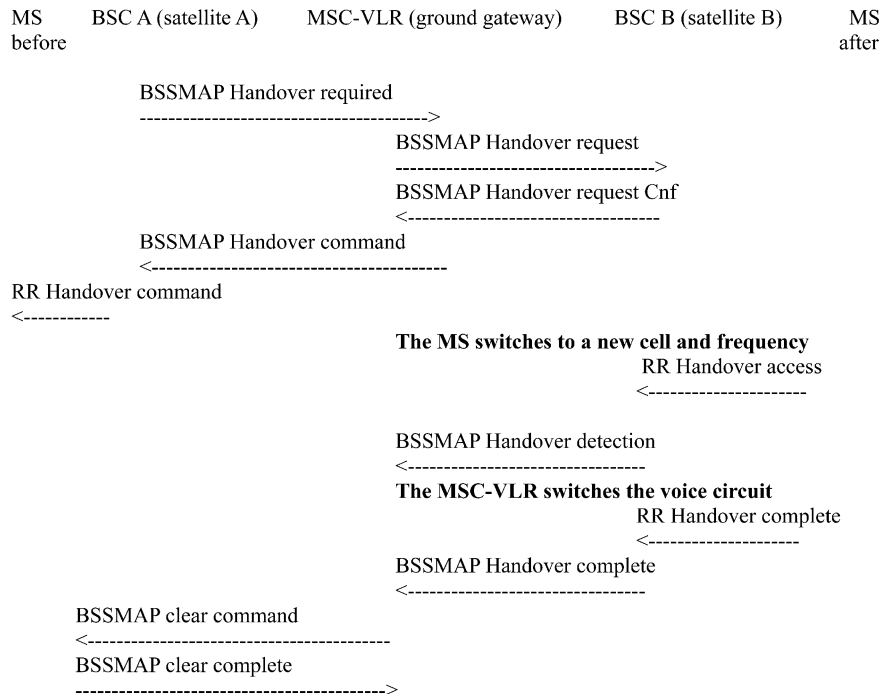 MS BSC A (satellite A) MSC-VLR (ground gateway) BSC B (satellite B) MS
before after
BSSMAP Handover required
---------------------------------------->
BSSMAP Handover request
------------------------------------>
BSSMAP Handover request Cnf
<-----------------------------------
BSSMAP Handover command
<-----------------------------------------
RR Handover command
<------------
The MS switches to a new cell and frequency
RR Handover access
<----------------------
BSSMAP Handover detection
<---------------------------------
The MSC-VLR switches the voice circuit
RR Handover complete
<---------------------
BSSMAP Handover complete
<---------------------------------
BSSMAP clear command
<------------------------------------------
BSSMAP clear complete
------------------------------------------->